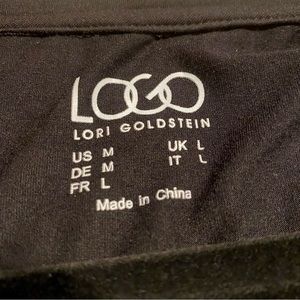 LOGO
LORI GOLDSTEIN
US M UK L
DE M IT L
FR L
Made in China